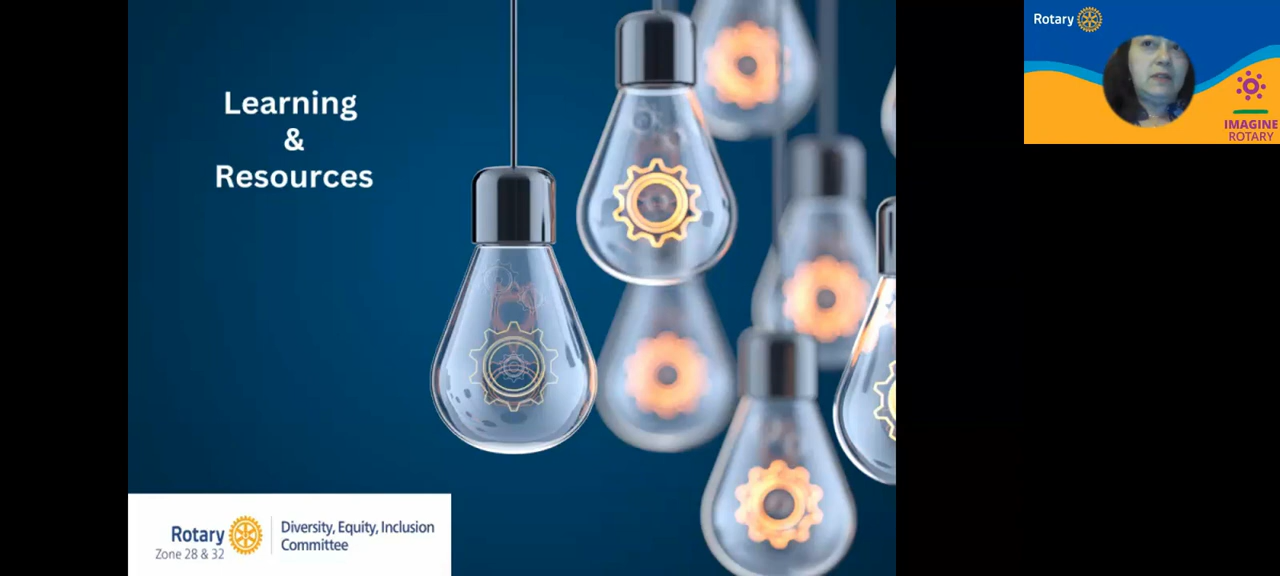 Learning
&
Resources
Rotary
Zone 28 & 32
Diversity, Equity, Inclusion
Committee
Rotary
IMAGINE
ROTARY